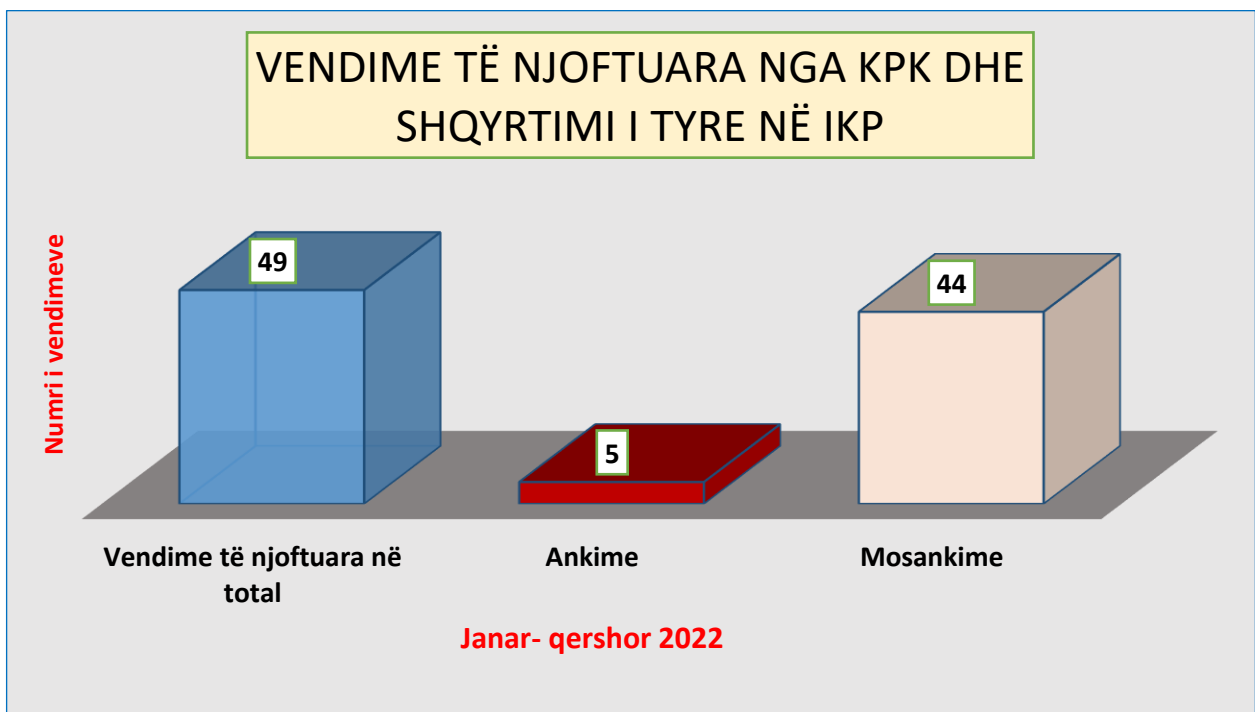 VENDIME TË NJOFTUARA NGA KPK DHE
SHQYRTIMI I TYRE NË IKP
Numri i vendimeve
49
5
44
Vendime të njoftuara në
total
Ankime
Mosankime
Janar- qershor 2022